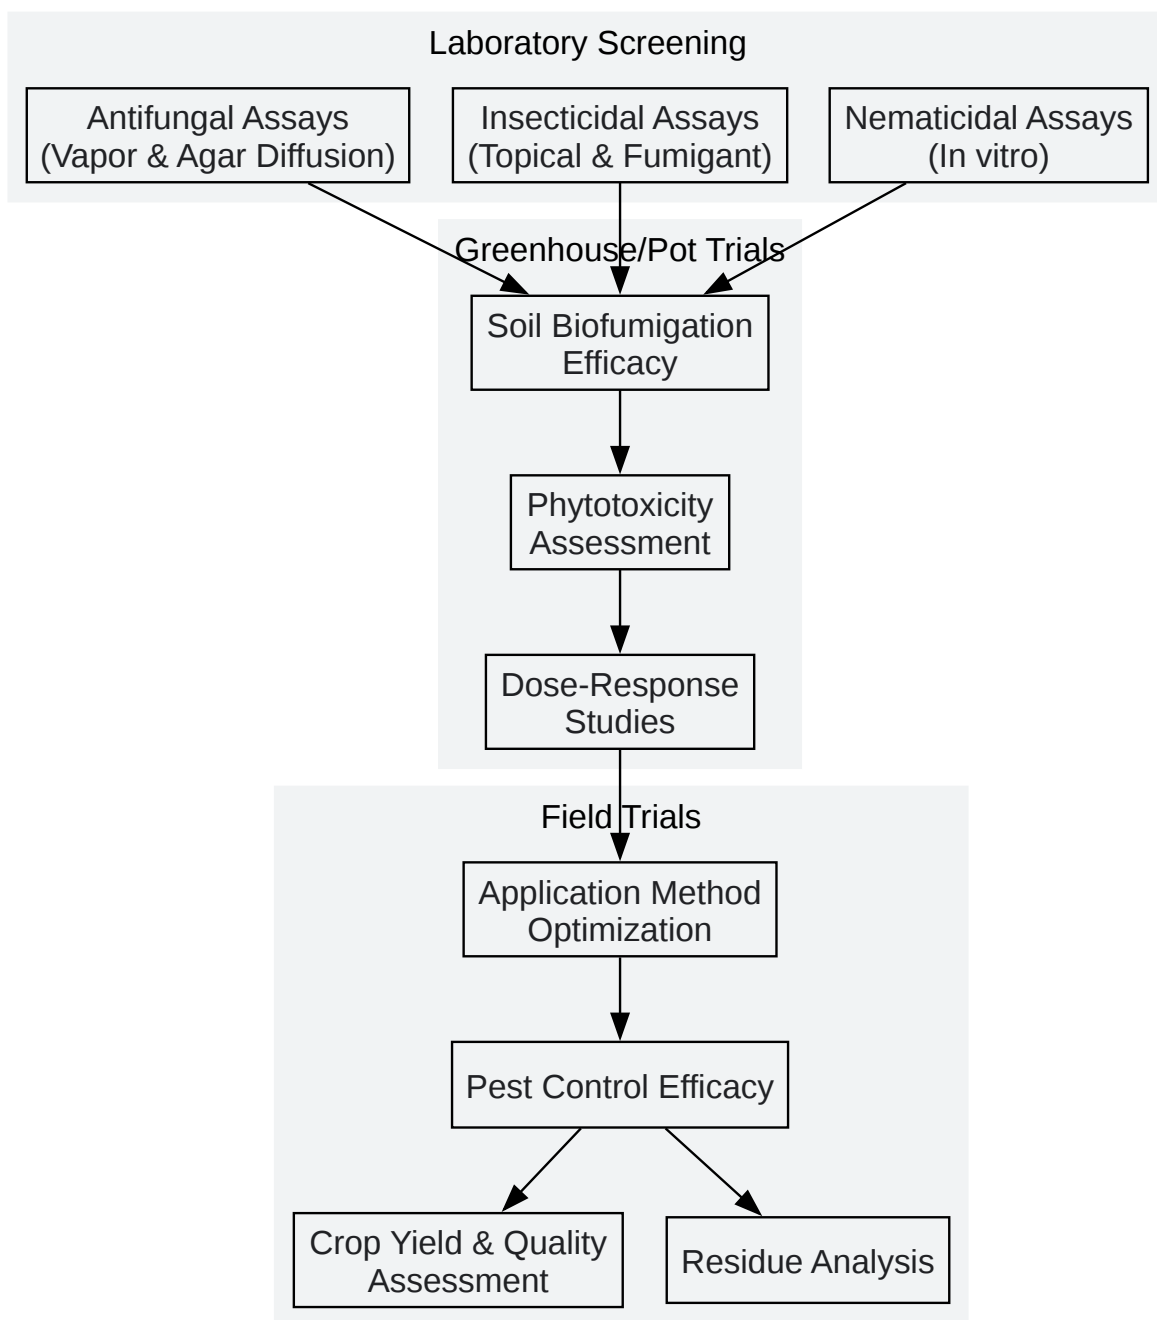 Laboratory Screening
Antifungal Assays
(Vapor & Agar Diffusion)
Insecticidal Assays
(Topical & Fumigant)
Nematicidal Assays
(In vitro)
Greenhouse/Pot Trials
Soil Biofumigation
Efficacy
Phytotoxicity
Assessment
Dose-Response
Studies
Field Trials
Application Method
Optimization
Pest Control Efficacy
Crop Yield & Quality
Assessment
Residue Analysis